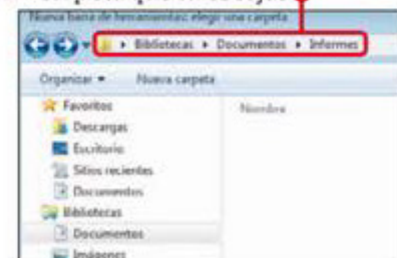 Nueva barra de herramientas: elegir una carpeta
Bibliotecas ▸ Documentos ▸ Informes
Organizar ▾ Nueva carpeta
Favoritos
Nombre
Descargas
Escritorio
Sitios recientes
Documentos
Bibliotecas
Documentos
Imágenes